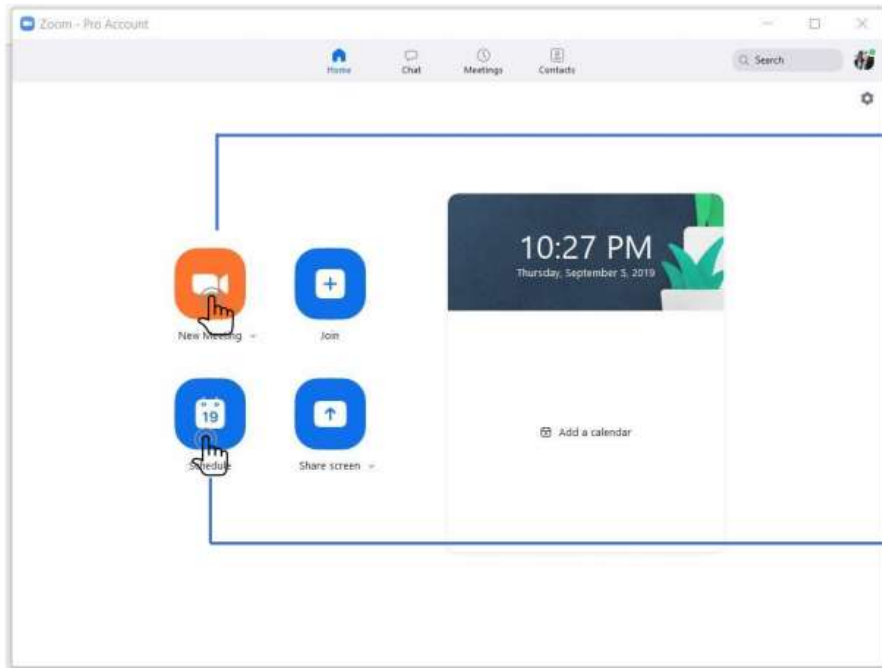 Zoom - Pro Account
Home
Chat
Meetings
Contacts
Search
10:27 PM
Thursday, September 5, 2019
New Meeting
Join
19
Schedule
Share screen
Add a calendar